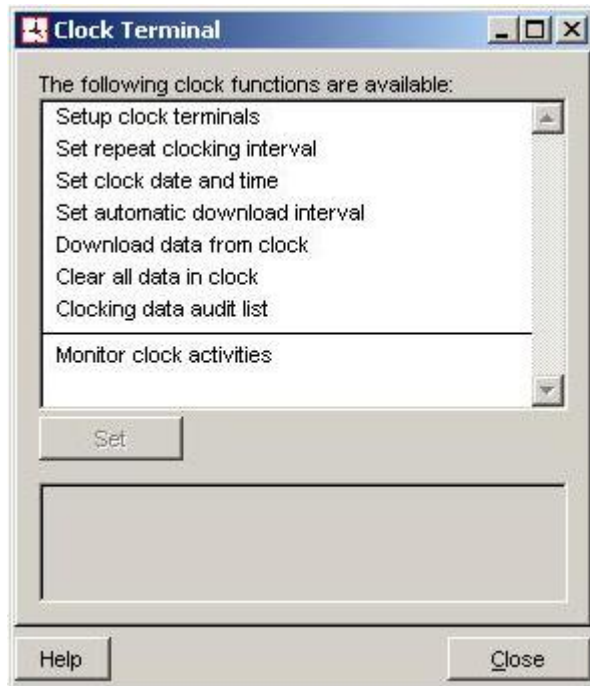 Clock Terminal
The following clock functions are available:
Setup clock terminals
Set repeat clocking interval
Set clock date and time
Set automatic download interval
Download data from clock
Clear all data in clock
Clocking data audit list
Monitor clock activities
Set
Help
Close